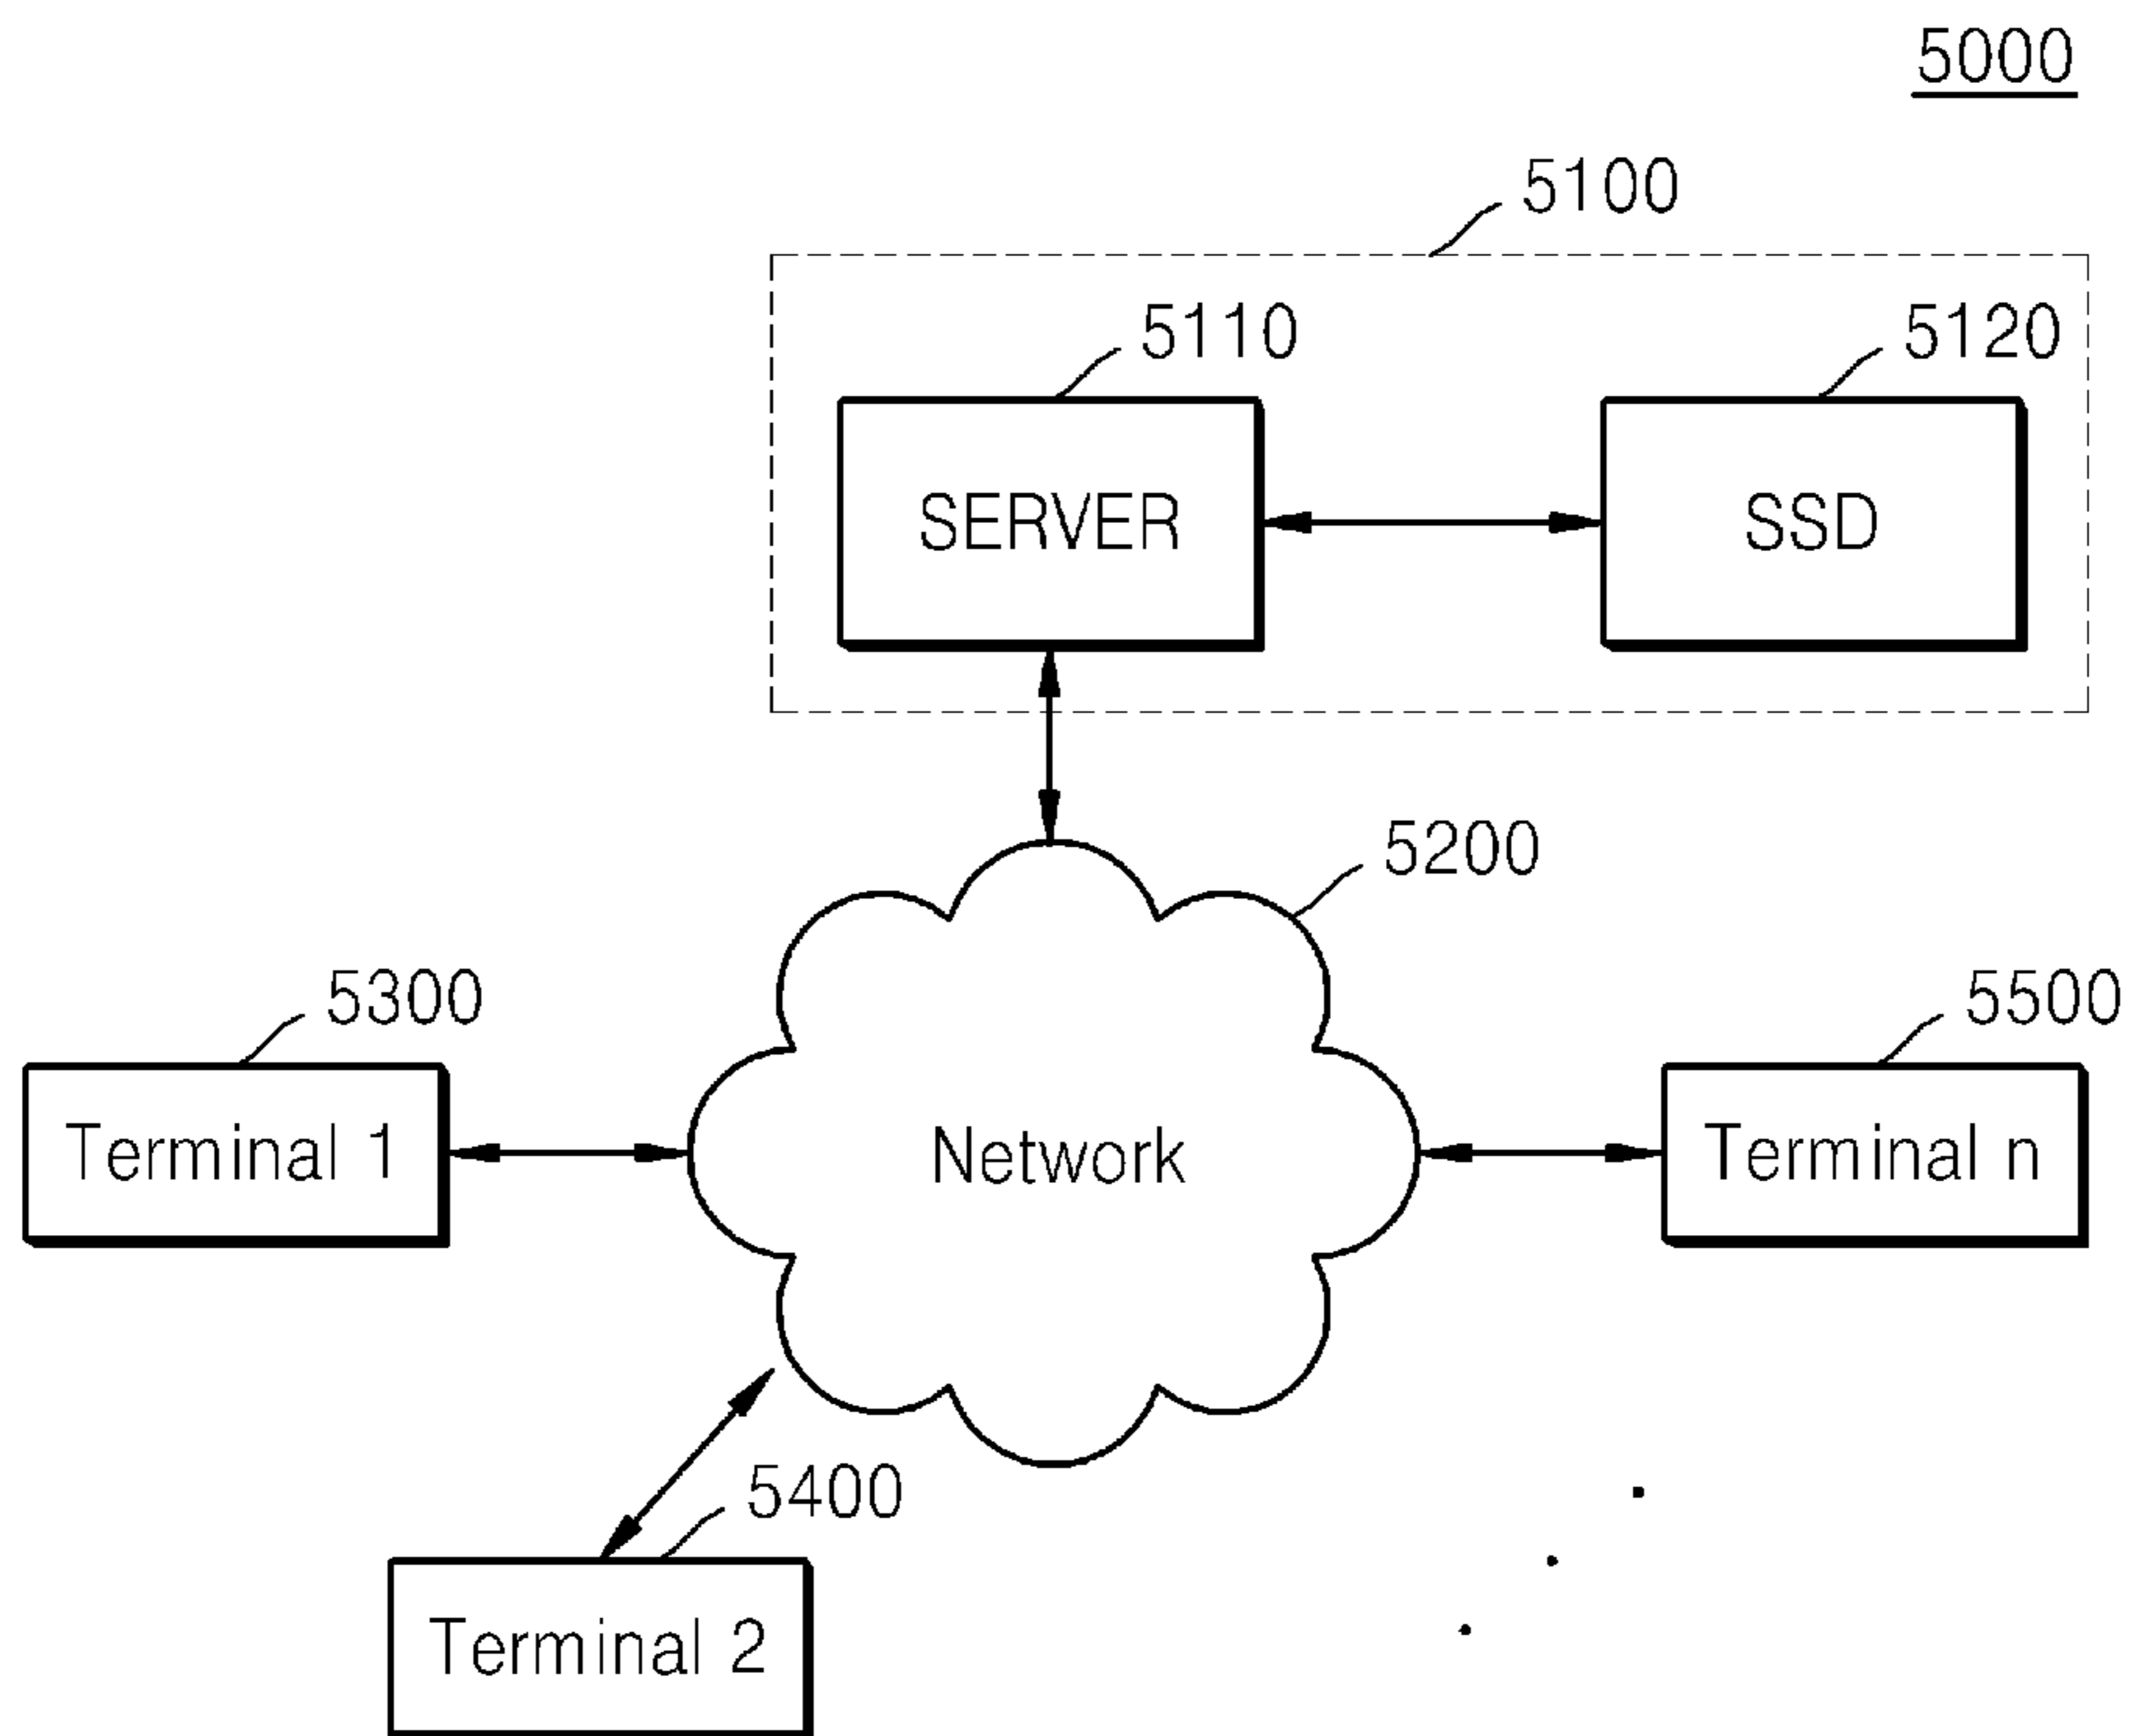 5000
5100
5110
5120
SERVER
SSD
5200
5300
5500
Terminal 1
Network
Terminal n
5400
Terminal 2